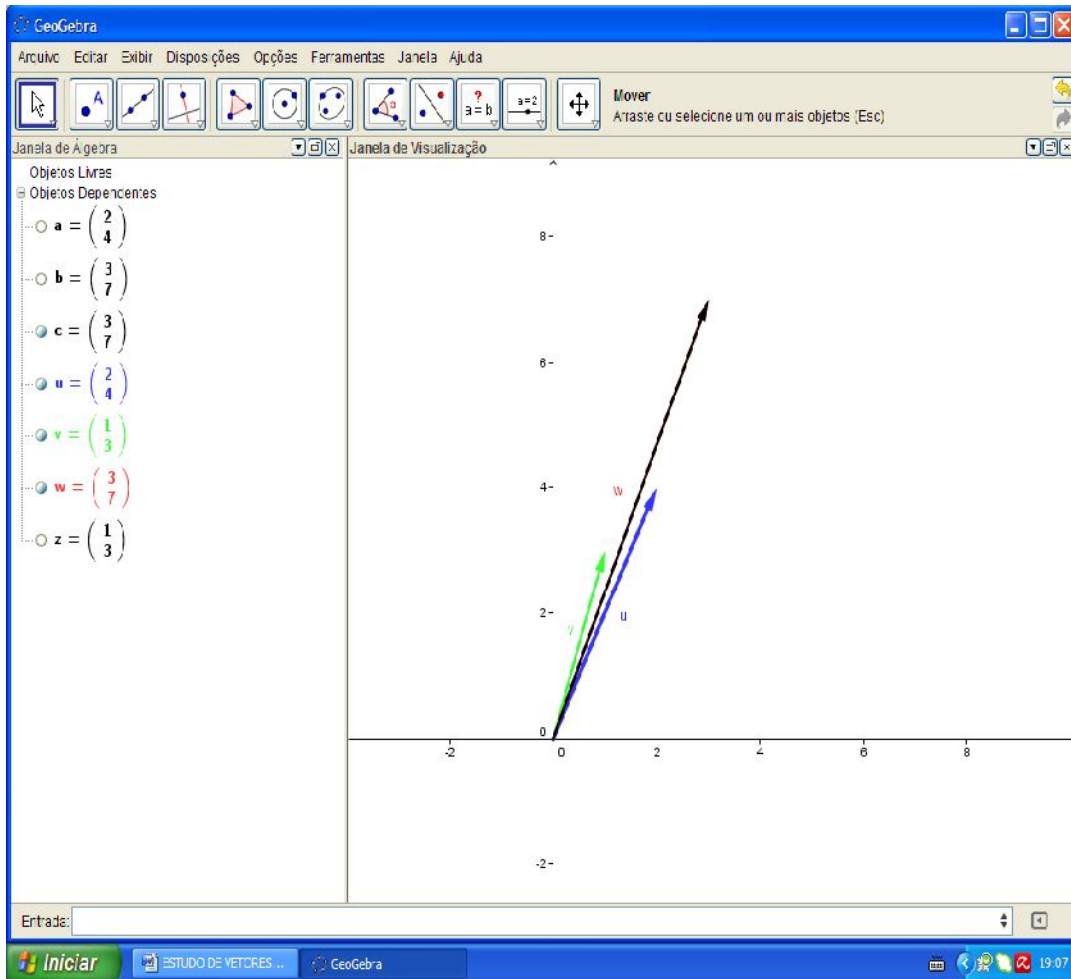 GeoGebra
Arquivo Editar Exibir Disposições Opções Ferramentas Janela Ajuda
A
α
?
a = b
a=2
Mover
Arraste ou selecione um ou mais objetos (Esc)
Janela de Álgebra
Janela de Visualização
Objetos Livres
Objetos Dependentes
a = ( 2 4 )
b = ( 3 7 )
c = ( 3 7 )
u = ( 2 4 )
v = ( 1 3 )
w = ( 3 7 )
z = ( 1 3 )
8
6
4
w
2
v
u
0
-2 0 2 4 6 8
-2
Entrada:
Iniciar
ESTUDO DE VETORES ...
GeoGebra
19:07